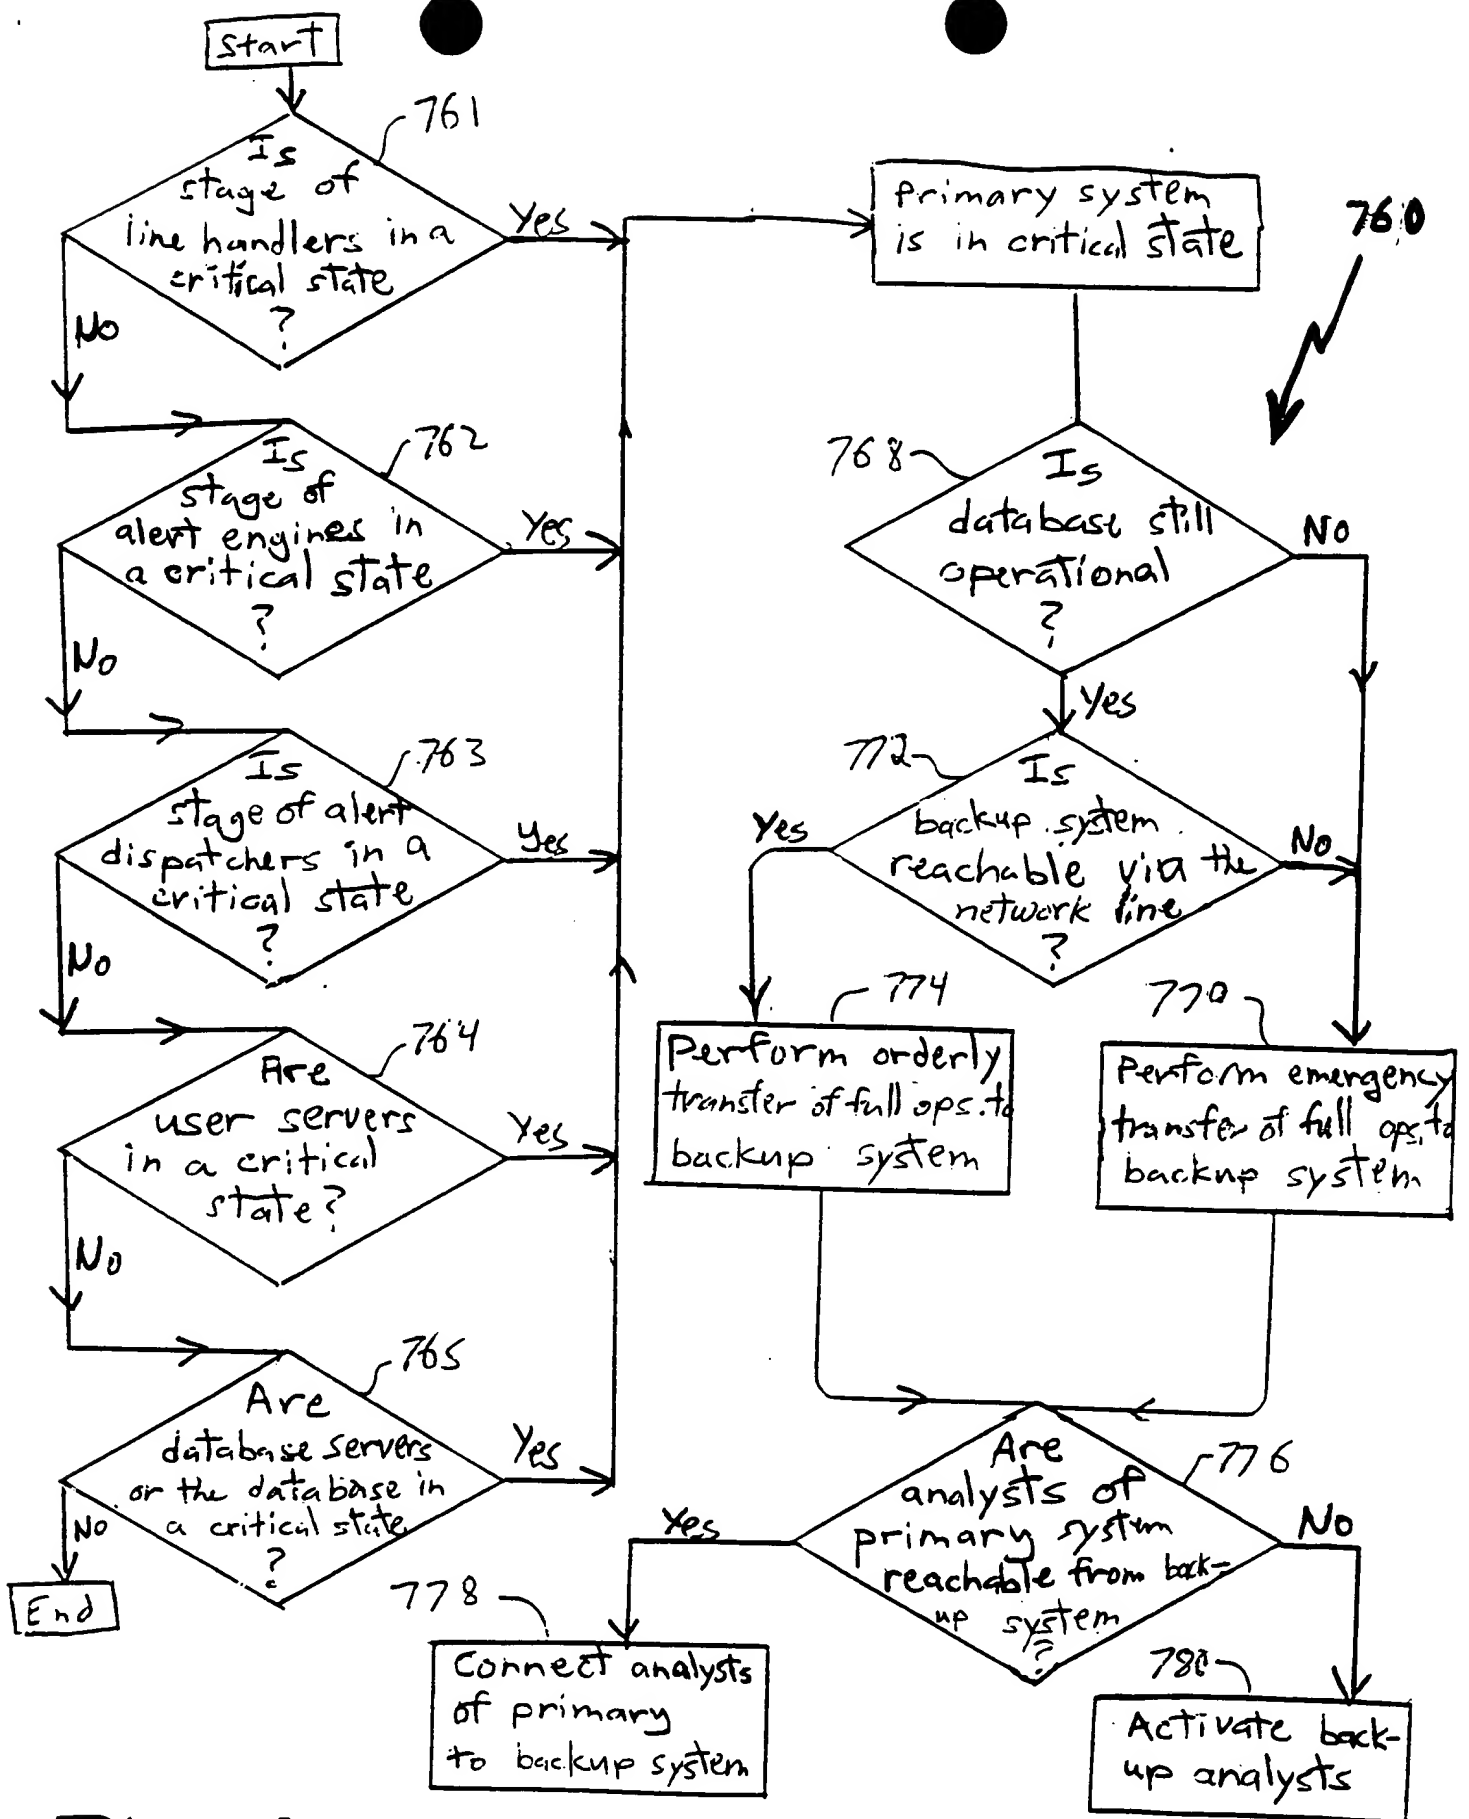 Start
761
Is
stage of
line handlers in a
critical state
?
Yes
No
762
Is
stage of
alert engines in
a critical state
?
Yes
No
763
Is
stage of alert
dispatchers in a
critical state
?
Yes
No
764
Are
user servers
in a critical
state?
Yes
No
765
Are
database servers
or the database in
a critical state
?
Yes
No
End
Primary system
is in critical state
760
768
Is
database still
operational
?
No
Yes
772
Is
backup system
reachable via the
network line
?
Yes
No
774
Perform orderly
transfer of full ops. to
backup system
770
Perform emergency
transfer of full ops. to
backup system
776
Are
analysts of
primary system
reachable from back-
up system
?
Yes
No
778
Connect analysts
of primary
to backup system
780
Activate back-
up analysts